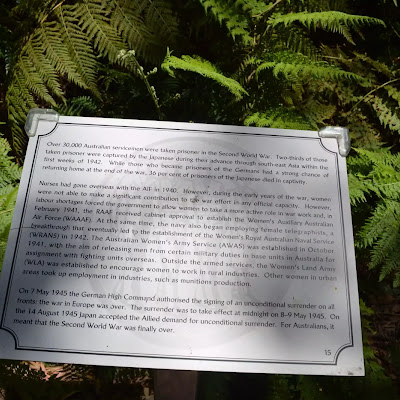 Over 30,000 Australian servicemen were taken prisoner in the Second World War. Two-thirds of those
taken prisoner were captured by the Japanese during their advance through south-east Asia within the
first weeks of 1942. While those who became prisoners of the Germans had a strong chance of
returning home at the end of the war, 36 per cent of prisoners of the Japanese died in captivity.
Nurses had gone overseas with the AIF in 1940. However, during the early years of the war, women
were not able to make a significant contribution to the war effort in any official capacity. However,
labour shortages forced the government to allow women to take a more active role in war work and, in
February 1941, the RAAF received cabinet approval to establish the Women's Auxiliary Australian
Air Force (WAAAF). At the same time, the navy also began employing female telegraphists
breakthrough that eventually led to the establishment of the Women's Royal Australian Naval Service
(WRANS) in 1942. The Australian Women's Army Service (AWAS) was established in October
1941, with the aim of releasing men from certain military duties in base units in Australia for
assignment with fighting units overseas. Outside the armed services, the Women's Land Army
(WLA) was established to encourage women to work in rural industries. Other women in urban
areas took up employment in industries, such as munitions production.
On 7 May 1945 the German High Command authorised the signing of an unconditional surrender on all
fronts: the war in Europe was over. The surrender was to take effect at midnight on 8-9 May 1945. On
the 14 August 1945 Japan accepted the Allied demand for unconditional surrender. For Australians, it
meant that the Second World War was finally over.
15